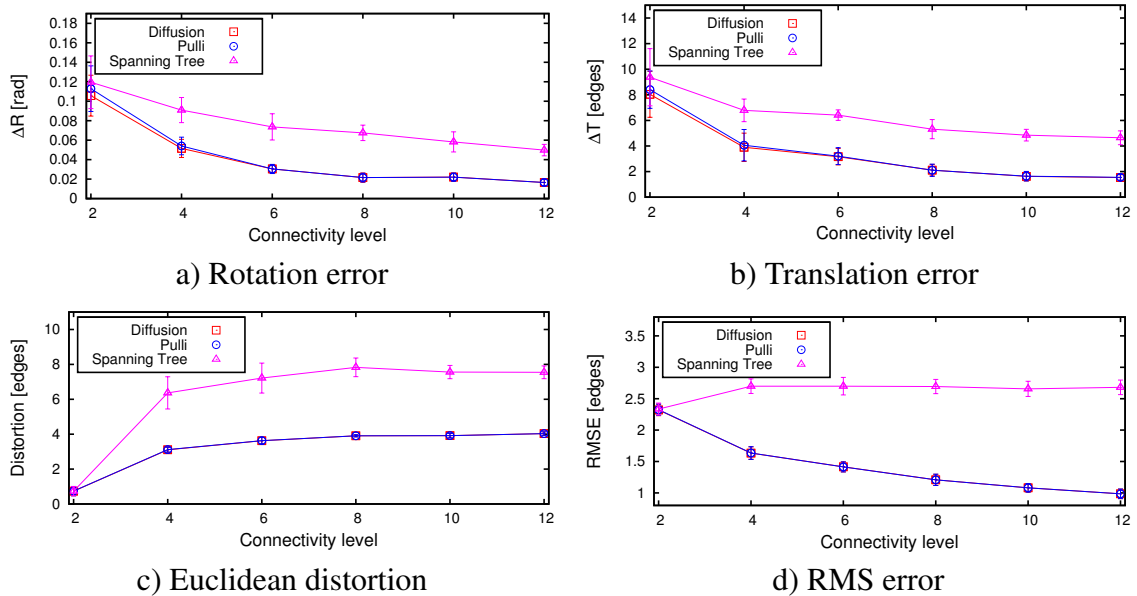 0.18
0.16
0.14
0.12
0.1
0.08
0.06
0.04
0.02
0
ΔR [rad]
Diffusion
Pulli
Spanning Tree
2 4 6 8 10 12
Connectivity level
a) Rotation error
14
12
10
8
6
4
2
0
ΔT [edges]
Diffusion
Pulli
Spanning Tree
2 4 6 8 10 12
Connectivity level
b) Translation error
10
8
6
4
2
0
Distortion [edges]
Diffusion
Pulli
Spanning Tree
2 4 6 8 10 12
Connectivity level
c) Euclidean distortion
3.5
3
2.5
2
1.5
1
RMSE [edges]
Diffusion
Pulli
Spanning Tree
2 4 6 8 10 12
Connectivity level
d) RMS error